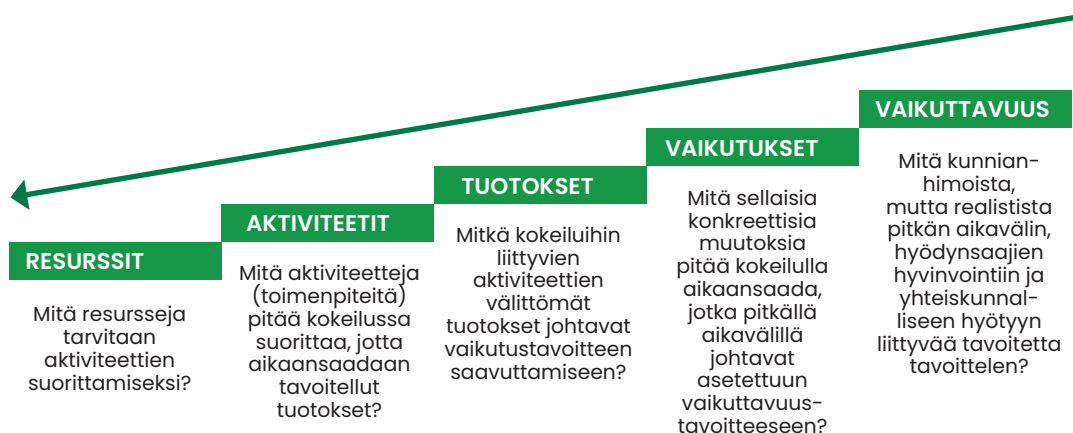 RESURSSIT
Mitä resursseja
tarvitaan
aktiviteettien
suorittamiseksi?
AKTIVITEETIT
Mitä aktiviteetteja
(toimenpiteitä)
pitää kokeilussa
suorittaa, jotta
aikaansaadaan
tavoitellut
tuotokset?
TUOTOKSET
Mitkä kokeiluihin
liittyvien
aktiviteettien
välittömät
tuotokset johtavat
vaikutustavoitteen
saavuttamiseen?
VAIKUTUKSET
Mitä sellaisia
konkreettisia
muutoksia
pitää kokeilulla
aikaansaada,
jotka pitkällä
aikavälillä
johtavat
asetettuun
vaikuttavuus-
tavoitteeseen?
VAIKUTTAVUUS
Mitä kunnian-
himoista,
mutta realistista
pitkän aikavälin,
hyödynsaajien
hyvinvointiin ja
yhteiskunnal-
liseen hyötyyn
liittyvää tavoitetta
tavoittelen?